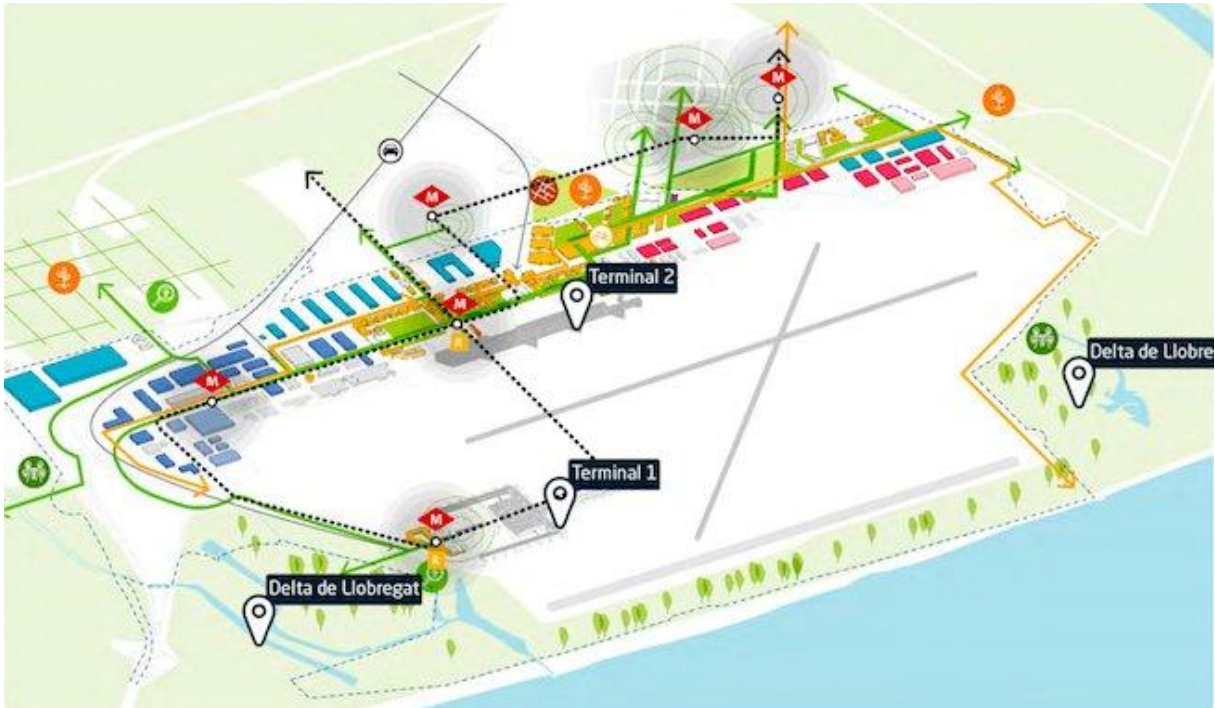 M
M
M
Terminal 2
M
R
Delta de Llobre
M
Terminal 1
M
R
Delta de Llobregat